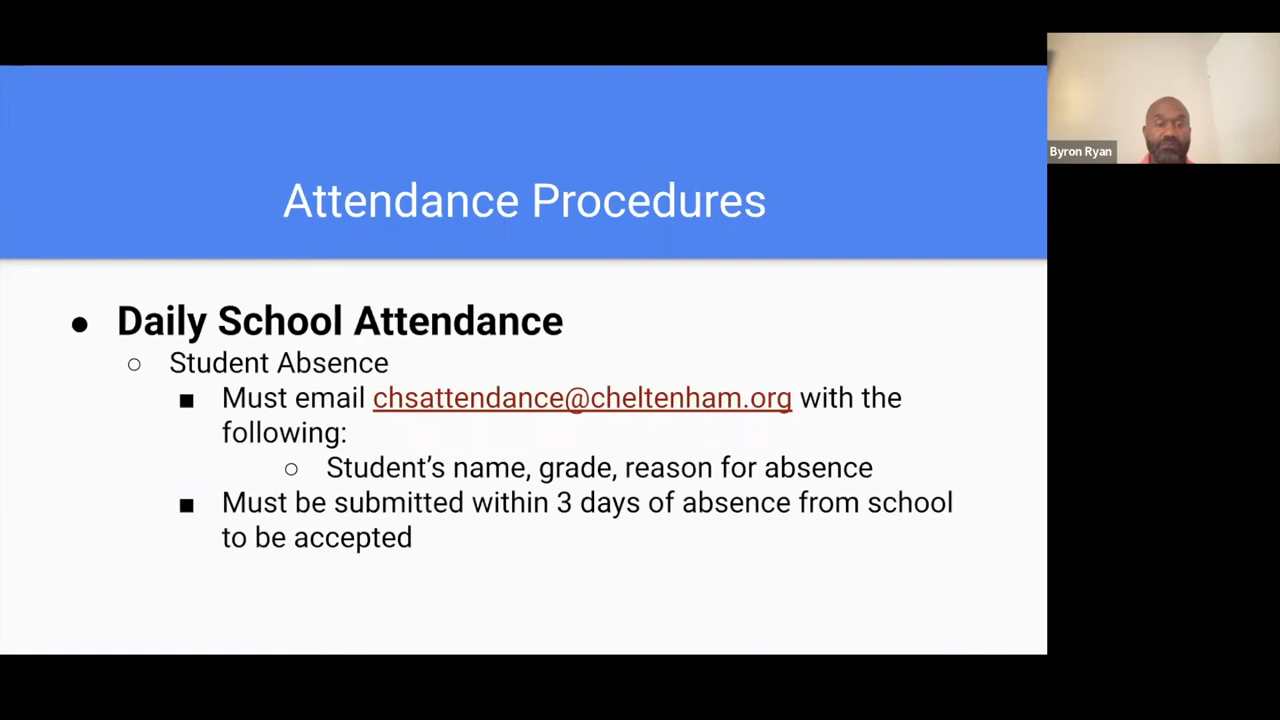 Attendance Procedures
Byron Ryan
● Daily School Attendance
○ Student Absence
■ Must email chsattendance@cheltenham.org with the
following:
○ Student’s name, grade, reason for absence
■ Must be submitted within 3 days of absence from school
to be accepted